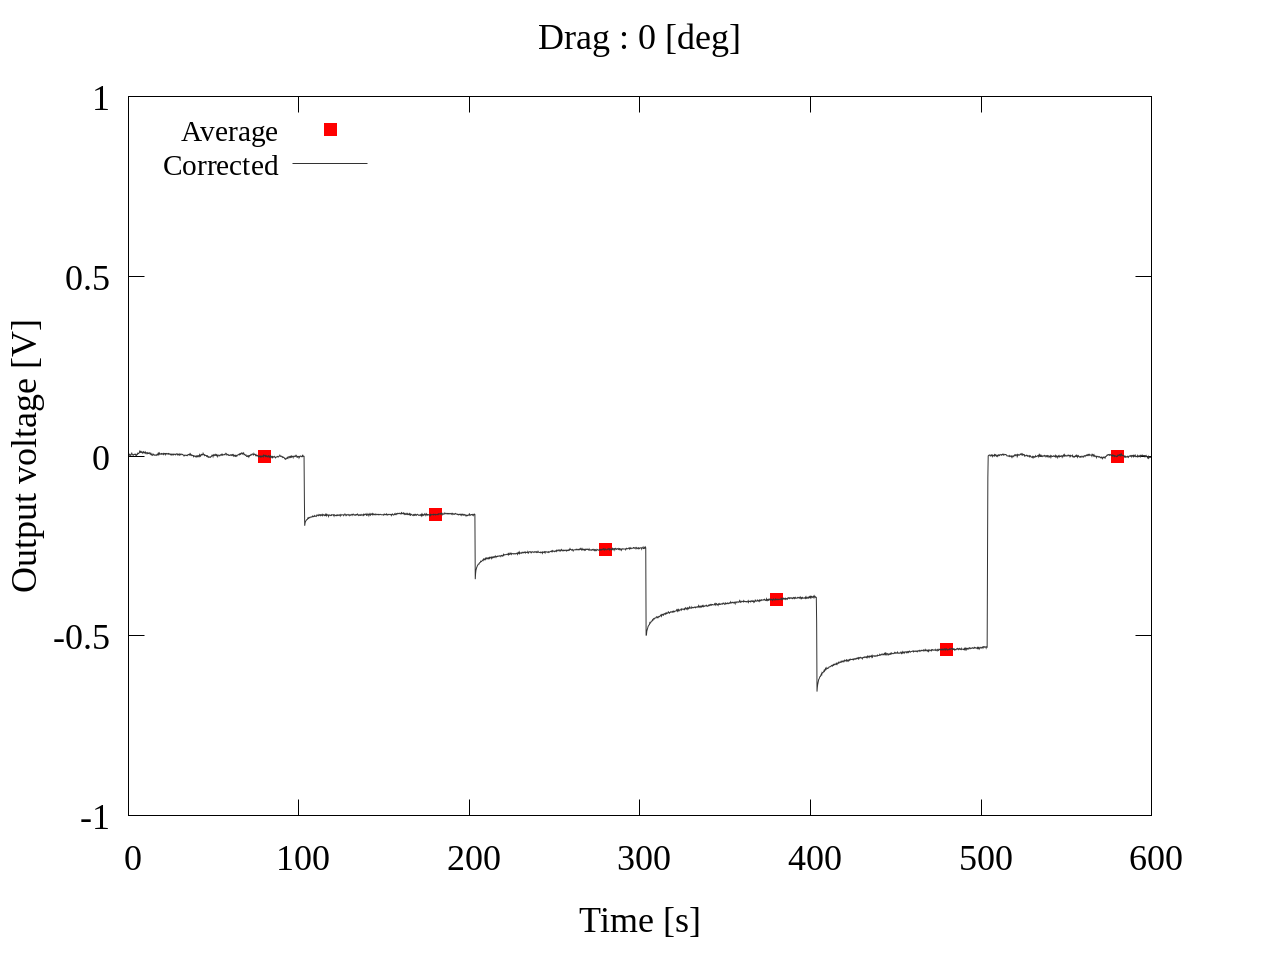 Drag : 0 [deg]
1
0.5
0
-0.5
-1
Output voltage [V]
Average
Corrected
0 100 200 300 400 500 600
Time [s]